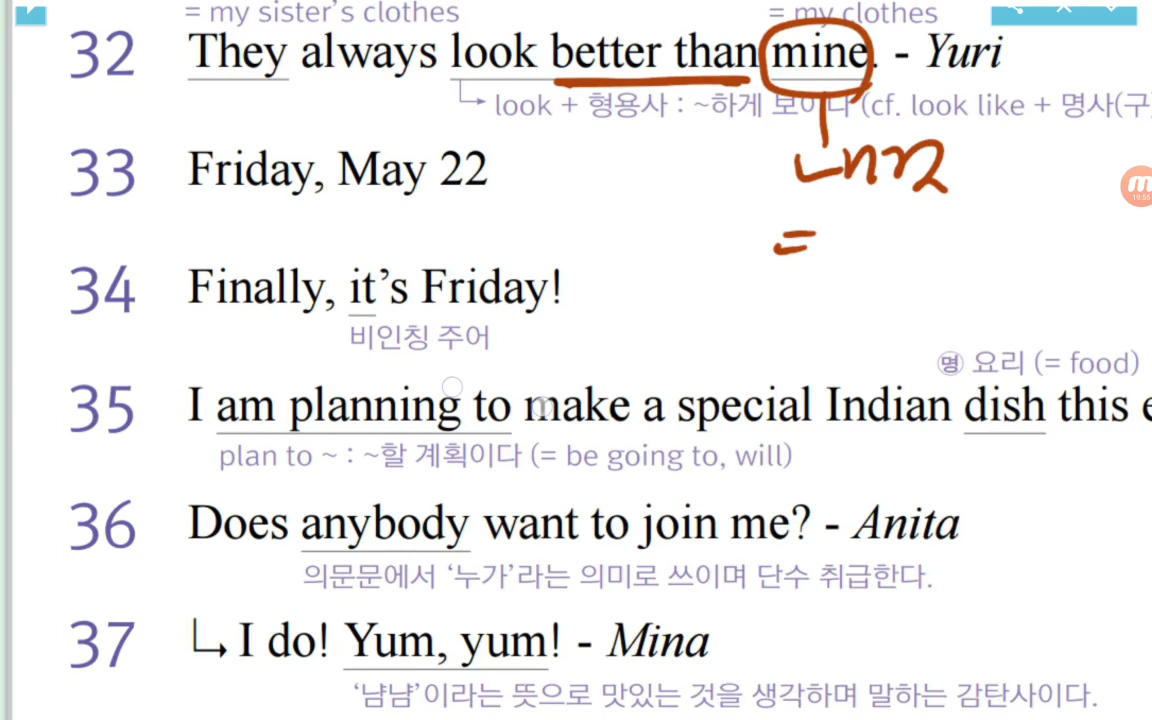 = my sister's clothes = my clothes
32 They always look better than mine. - Yuri
look + 형용사 : ~하게 보이다 (cf. look like + 명사(구)
33 Friday, May 22
=
34 Finally, it's Friday!
비인칭 주어
명 요리 (= food)
35 I am planning to make a special Indian dish this e
plan to ~ : ~할 계획이다 (= be going to, will)
36 Does anybody want to join me? - Anita
의문문에서 ‘누가’라는 의미로 쓰이며 단수 취급한다.
37 ↳ I do! Yum, yum! - Mina
‘냠냠’이라는 뜻으로 맛있는 것을 생각하며 말하는 감탄사이다.
19:55